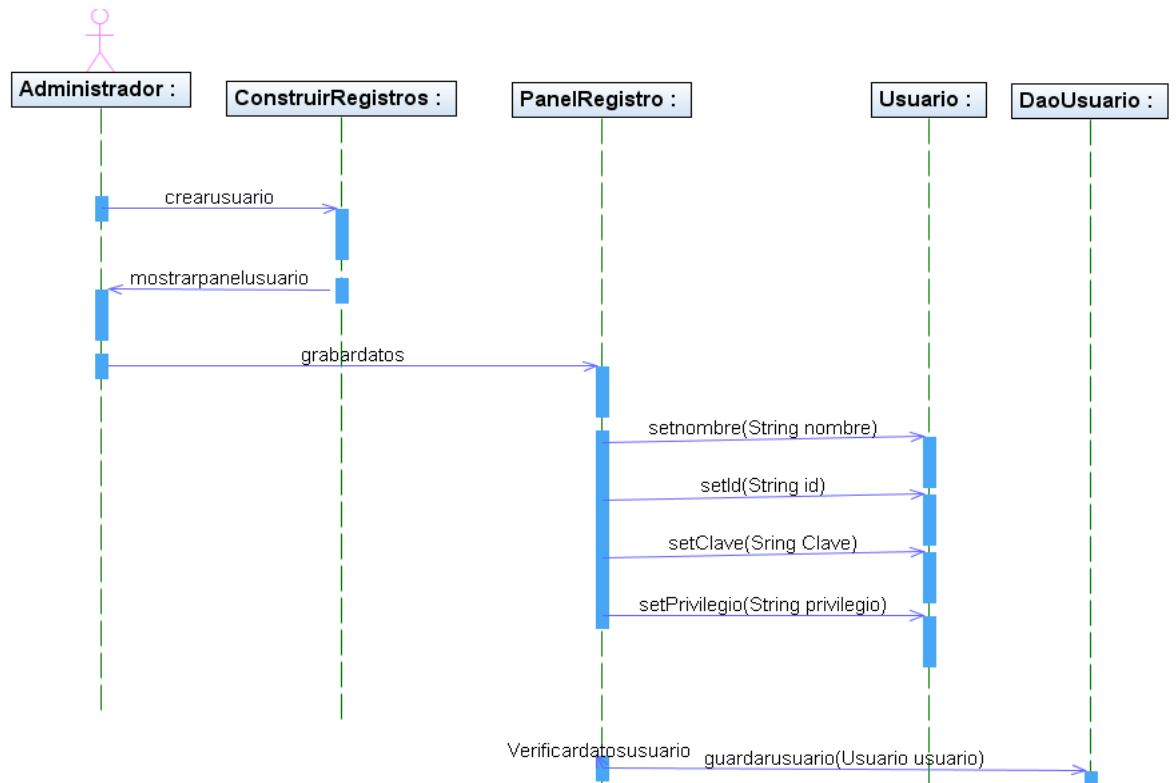 Administrador :
ConstruirRegistros :
PanelRegistro :
Usuario :
DaoUsuario :
crearusuario
mostrarpanelusuario
grabardatos
setnombre(String nombre)
setId(String id)
setClave(Sring Clave)
setPrivilegio(String privilegio)
Verificardatosusuario
guardarusuario(Usuario usuario)